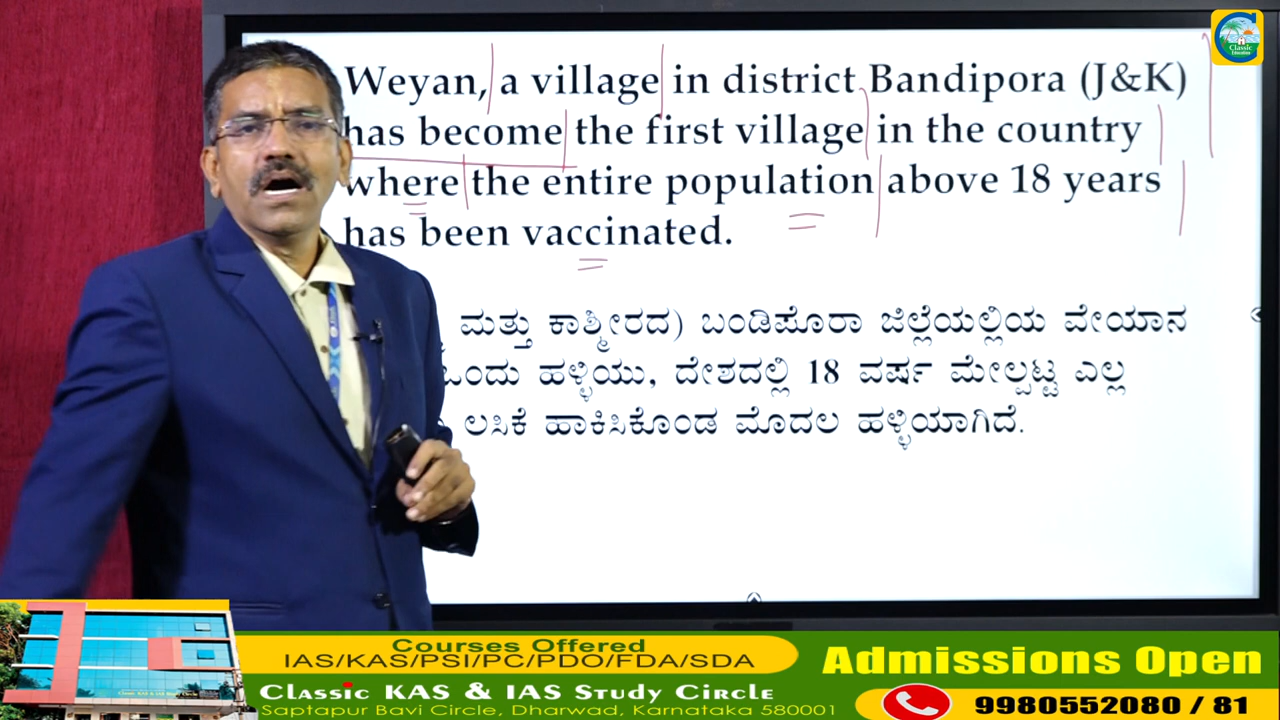 Weyan, a village in district Bandipora (J&K)
has become the first village in the country
where the entire population above 18 years
has been vaccinated.
ಮತ್ತು ಕಾಶ್ಮೀರದ) ಬಂಡಿಪೊರಾ ಜಿಲ್ಲೆಯಲ್ಲಿಯ ವೇಯಾನ
ಒಂದು ಹಳ್ಳಿಯು, ದೇಶದಲ್ಲಿ 18 ವರ್ಷ ಮೇಲ್ಪಟ್ಟ ಎಲ್ಲ
ಲಸಿಕೆ ಹಾಕಿಸಿಕೊಂಡ ಮೊದಲ ಹಳ್ಳಿಯಾಗಿದೆ.
Classic
Education
Courses Offered
IAS/KAS/PSI/PC/PDO/FDA/SDA
Classic KAS & IAS Study Circle
Saptapur Bavi Circle, Dharwad, Karnataka 580001
Admissions Open
9980552080 / 81